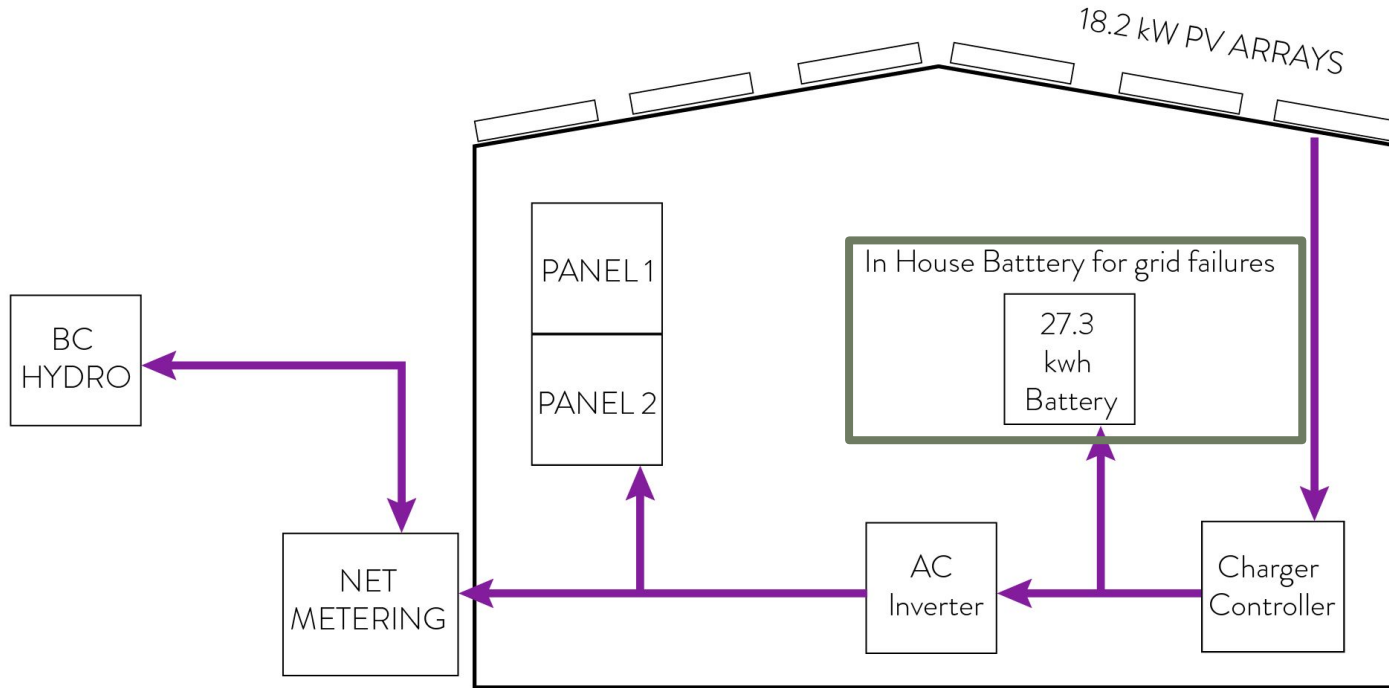 18.2 kW PV ARRAYS
PANEL 1
In House Batttery for grid failures
BC
HYDRO
27.3
kwh
Battery
PANEL 2
NET
METERING
AC
Inverter
Charger
Controller